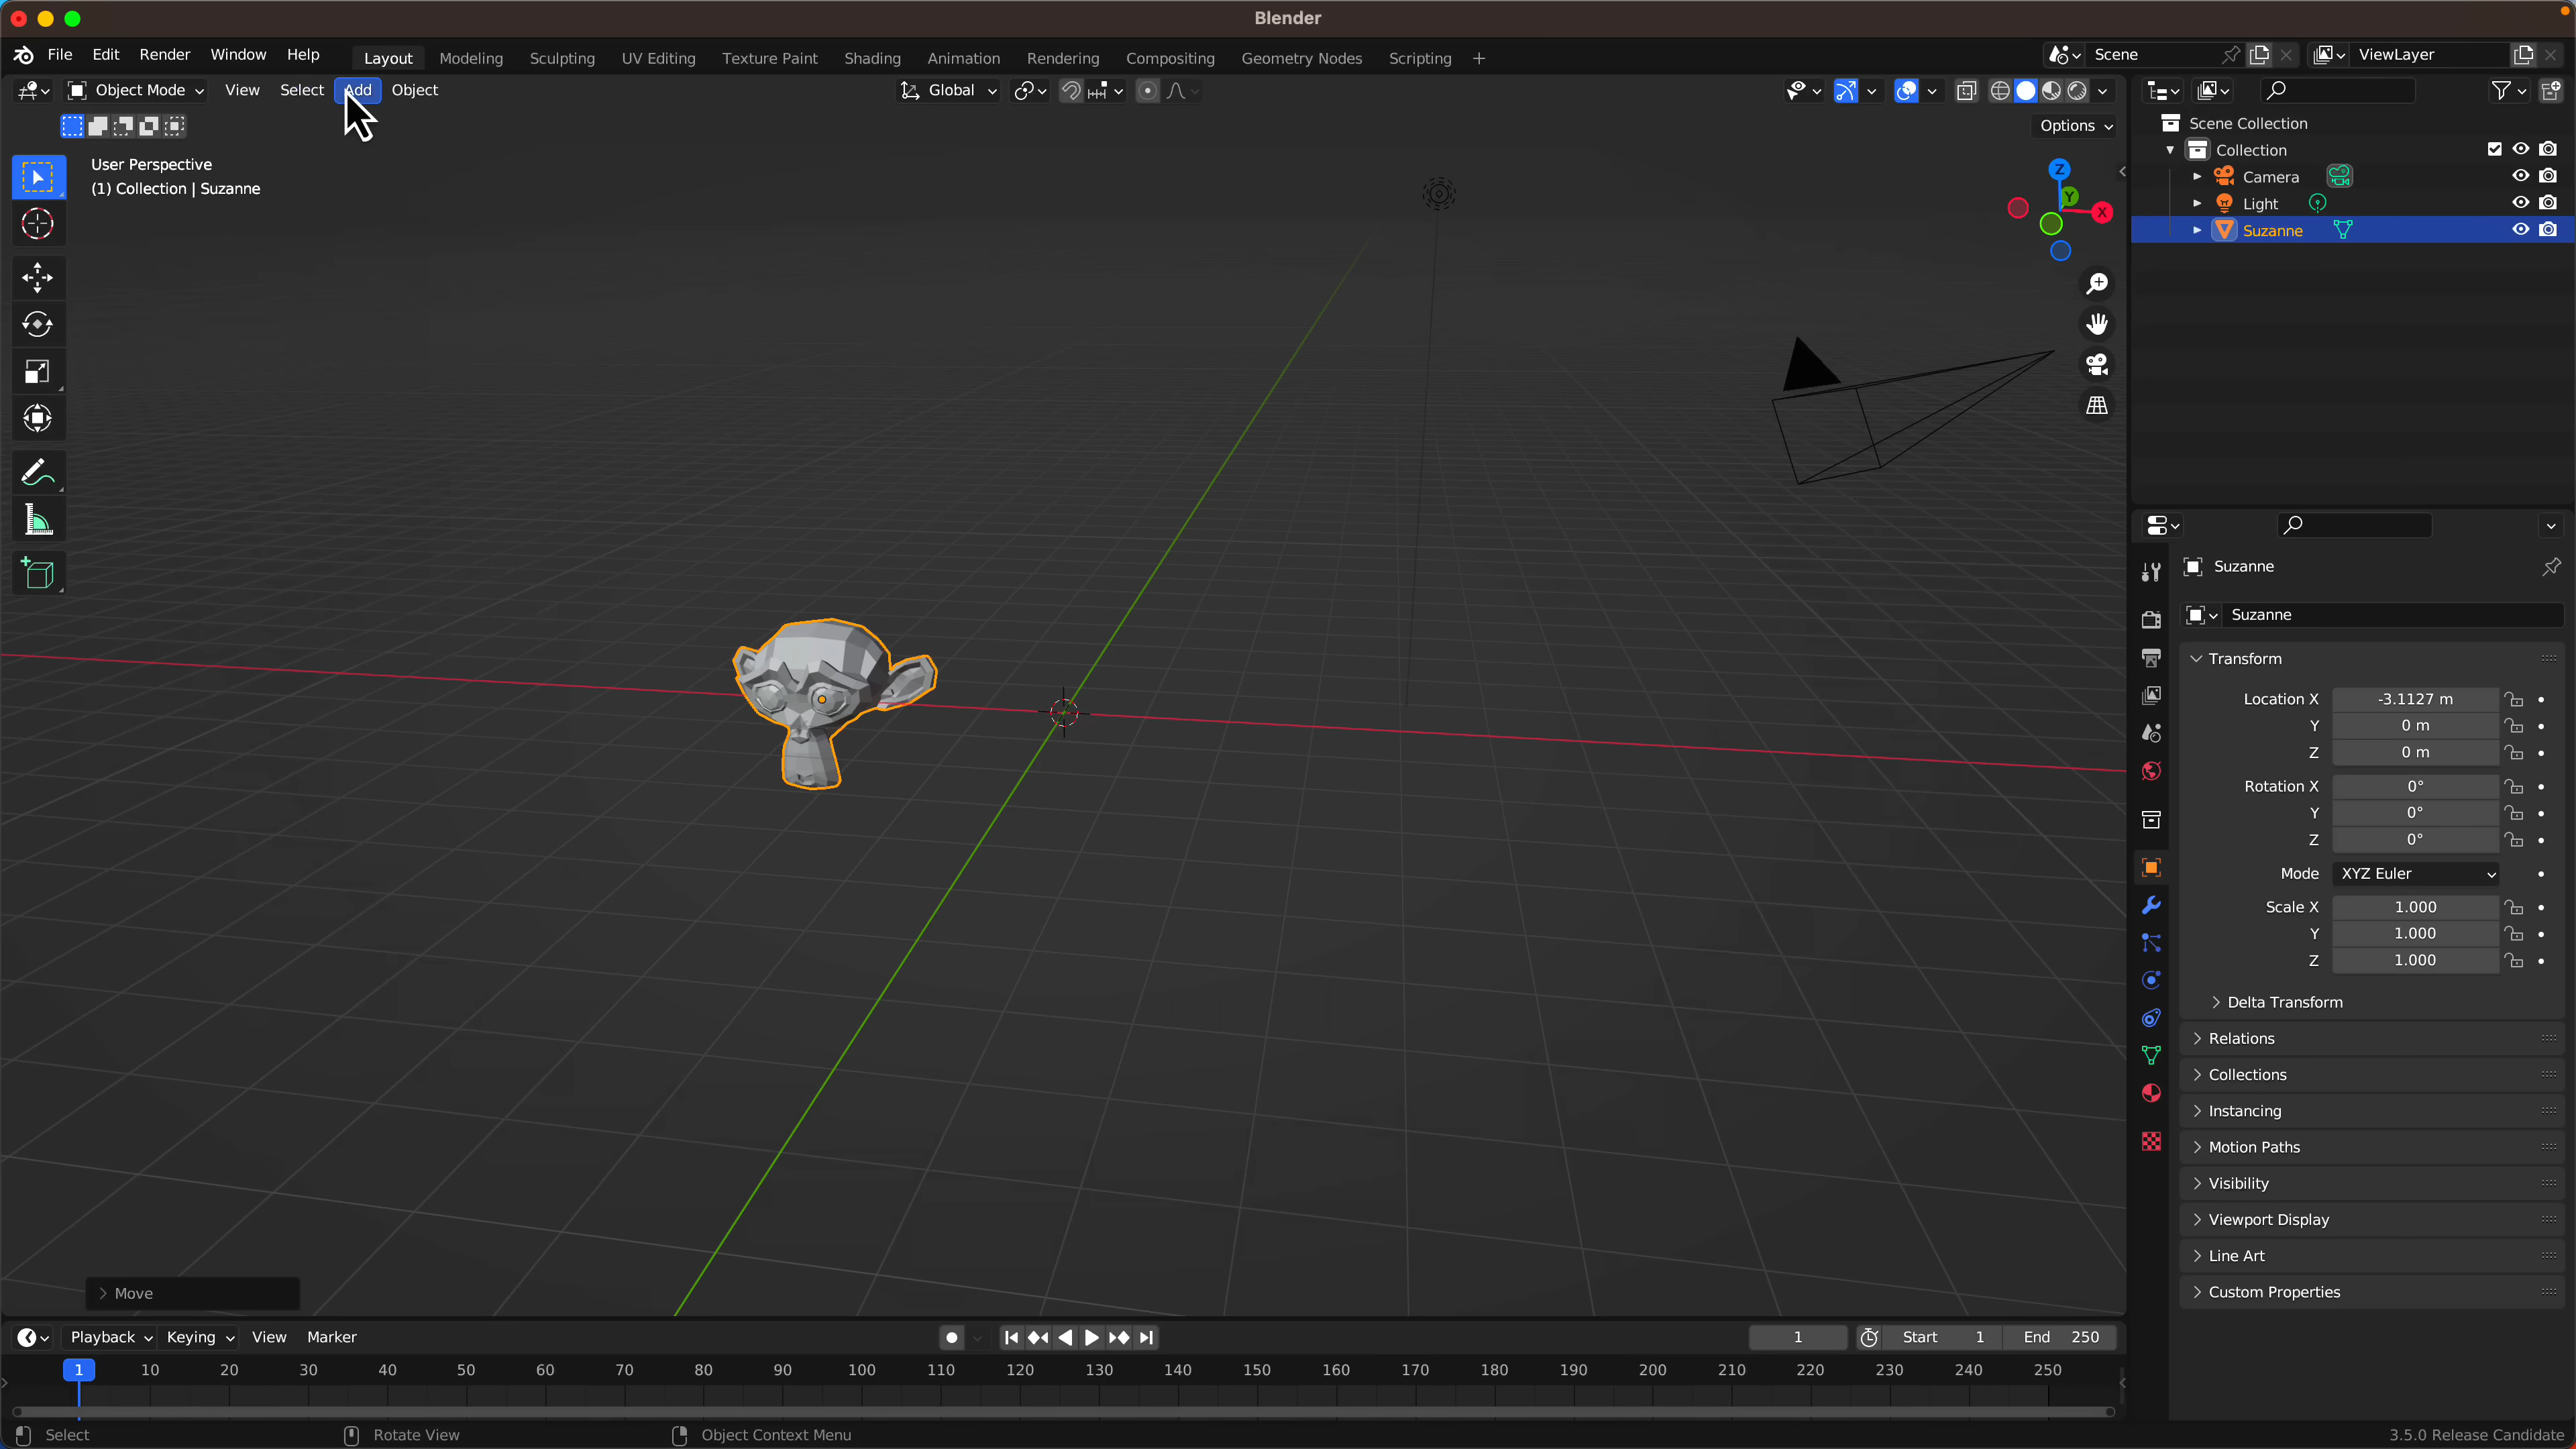 Blender
File Edit Render Window Help Layout Modeling Sculpting UV Editing Texture Paint Shading Animation Rendering Compositing Geometry Nodes Scripting + Scene ViewLayer
Object Mode View Select Add Object Global
Options
User Perspective
(1) Collection | Suzanne
Z
Y
X
Scene Collection
Collection
Camera
Light
Suzanne
Suzanne
Suzanne
Transform
Location X -3.1127 m
Y 0 m
Z 0 m
Rotation X 0°
Y 0°
Z 0°
Mode XYZ Euler
Scale X 1.000
Y 1.000
Z 1.000
Delta Transform
Relations
Collections
Instancing
Motion Paths
Visibility
Viewport Display
Line Art
Custom Properties
Move
Playback Keying View Marker 1 Start 1 End 250
1 10 20 30 40 50 60 70 80 90 100 110 120 130 140 150 160 170 180 190 200 210 220 230 240 250
Select Rotate View Object Context Menu 3.5.0 Release Candidate